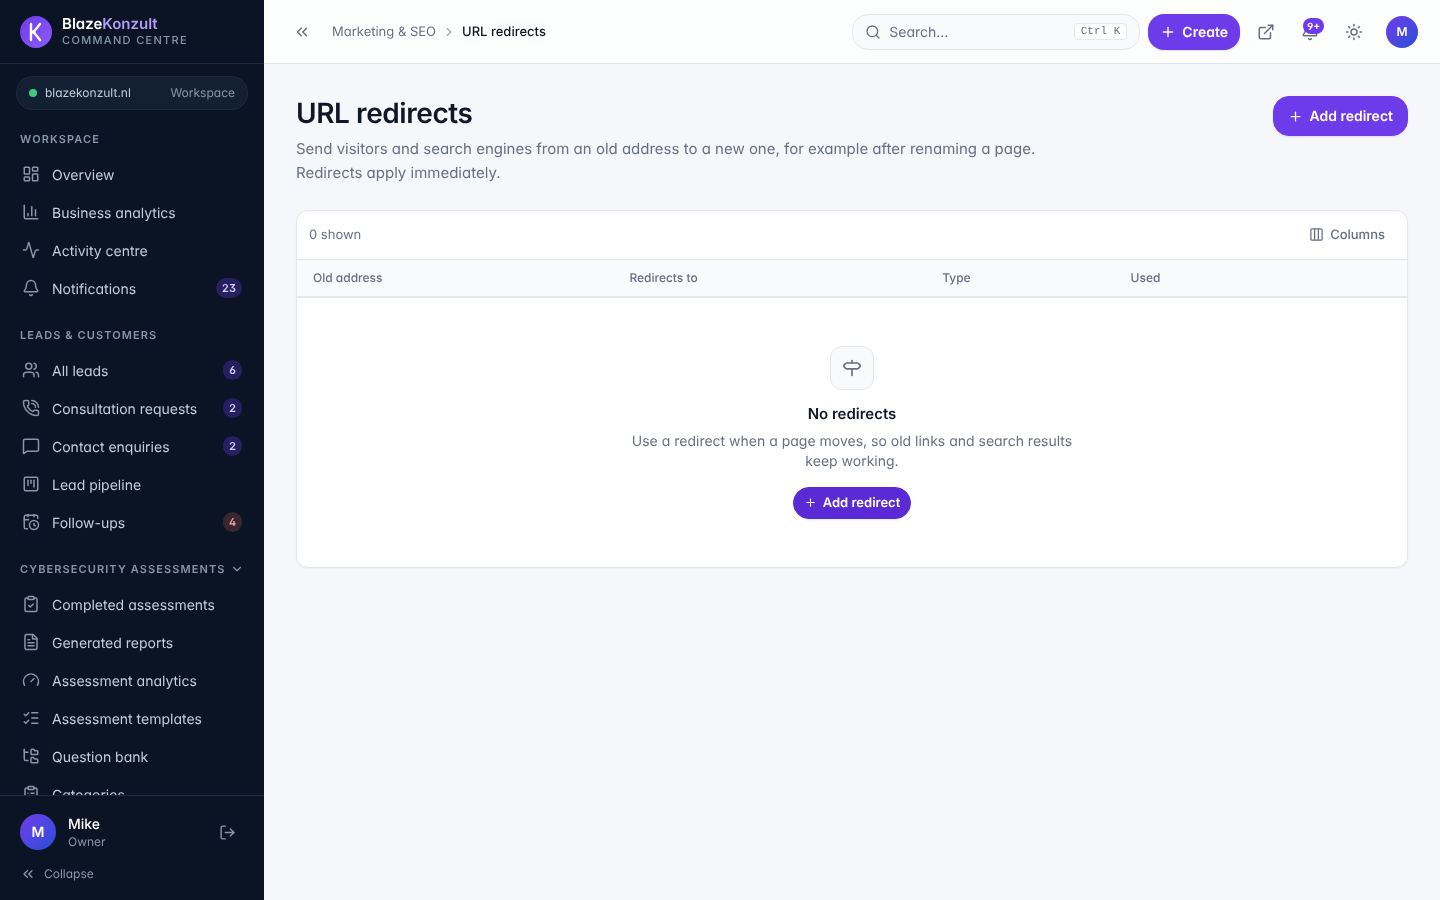 BlazeKonzult
COMMAND CENTRE
blazekonzult.nl Workspace
WORKSPACE
Overview
Business analytics
Activity centre
Notifications 23
LEADS & CUSTOMERS
All leads 6
Consultation requests 2
Contact enquiries 2
Lead pipeline
Follow-ups 4
CYBERSECURITY ASSESSMENTS
Completed assessments
Generated reports
Assessment analytics
Assessment templates
Question bank
Categories
M
Mike
Owner
Collapse
Marketing & SEO URL redirects
Search... Ctrl K
Create
9+
M
URL redirects
Add redirect
Send visitors and search engines from an old address to a new one, for example after renaming a page.
Redirects apply immediately.
0 shown
Columns
Old address Redirects to Type Used
No redirects
Use a redirect when a page moves, so old links and search results
keep working.
Add redirect